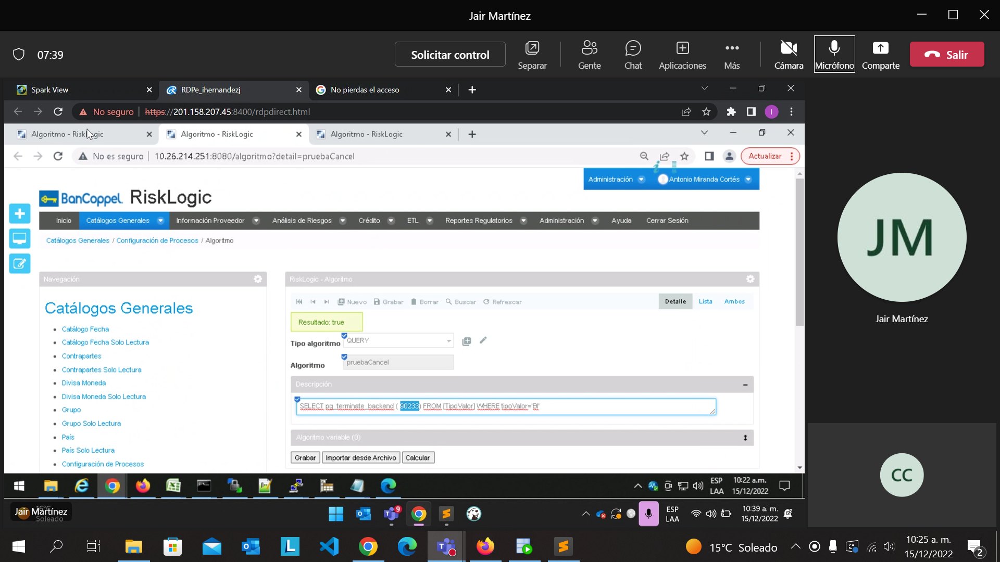 Jair Martínez
07:39
Solicitar control
Separar
Gente
Chat
Aplicaciones
Más
Cámara
Micrófono
Comparte
Salir
Spark View
RDPe_ihernandezj
No pierdas el acceso
No seguro
https://201.158.207.45:8400/rdpdirect.html
Algoritmo - RiskLogic
Algoritmo - RiskLogic
Algoritmo - RiskLogic
No es seguro
10.26.214.251:8080/algoritmo?detail=pruebaCancel
Actualizar
Administración
Antonio Miranda Cortés
BanCoppel.
RiskLogic
Inicio
Catálogos Generales
Información Proveedor
Análisis de Riesgos
Crédito
ETL
Reportes Regulatorios
Administración
Ayuda
Cerrar Sesión
Catálogos Generales / Configuración de Procesos / Algoritmo
Navegación
Catálogos Generales
Catálogo Fecha
Catálogo Fecha Solo Lectura
Contrapartes
Contrapartes Solo Lectura
Divisa Moneda
Divisa Moneda Solo Lectura
Grupo
Grupo Solo Lectura
País
País Solo Lectura
Configuración de Procesos
RiskLogic - Algoritmo
Nuevo
Grabar
Borrar
Buscar
Refrescar
Detalle
Lista
Ambos
Resultado: true
Tipo algoritmo
QUERY
Algoritmo
pruebaCancel
Descripción
SELECT pg_terminate_backend ( 90233) FROM [TipoValor] WHERE tipoValor='BI'
Algoritmo variable (0)
Grabar
Importar desde Archivo
Calcular
JM
Jair Martínez
CC
ESP
LAA
10:22 a.m.
15/12/2022
Jair Martínez
16°C
Soleado
9
ESP
LAA
10:39 a. m.
15/12/2022
15°C Soleado
10:25 a. m.
15/12/2022
2